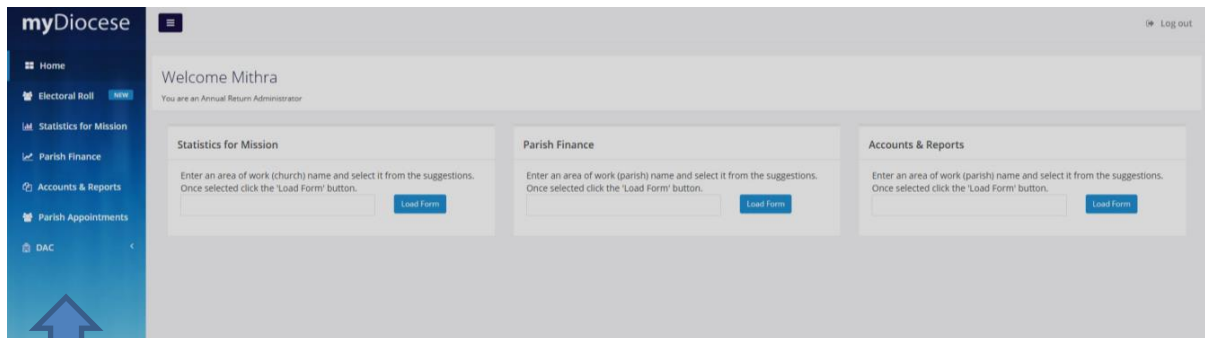 myDiocese
Log out
Home
Electoral Roll NEW
Statistics for Mission
Parish Finance
Accounts & Reports
Parish Appointments
DAC
Welcome Mithra
You are an Annual Return Administrator
Statistics for Mission
Enter an area of work (church) name and select it from the suggestions.
Once selected click the 'Load Form' button.
Load Form
Parish Finance
Enter an area of work (parish) name and select it from the suggestions.
Once selected click the 'Load Form' button.
Load Form
Accounts & Reports
Enter an area of work (parish) name and select it from the suggestions.
Once selected click the 'Load Form' button.
Load Form